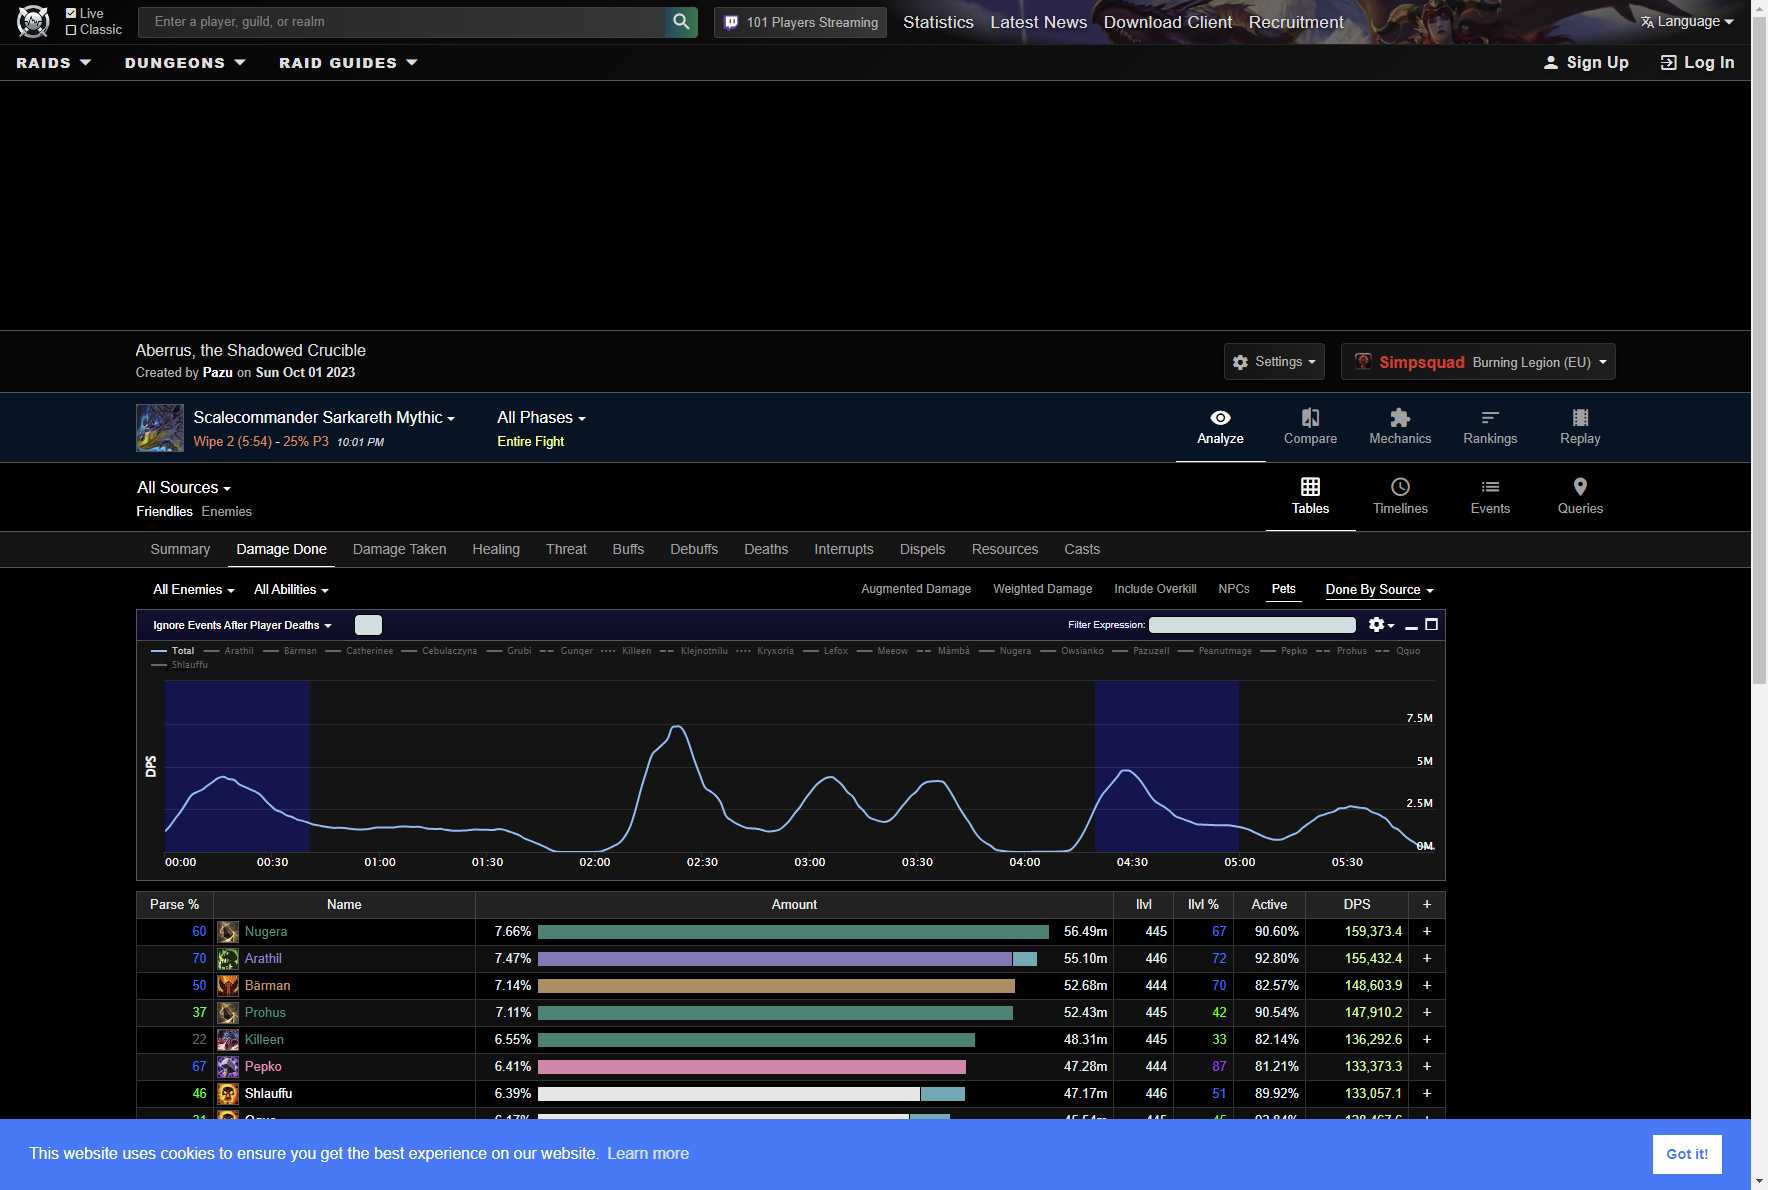 Live
Classic
Enter a player, guild, or realm
101 Players Streaming
Statistics Latest News Download Client Recruitment
Language
RAIDS DUNGEONS RAID GUIDES
Sign Up Log In
Aberrus, the Shadowed Crucible
Created by Pazu on Sun Oct 01 2023
Settings
Simpsquad Burning Legion (EU)
Scalecommander Sarkareth Mythic
Wipe 2 (5:54) - 25% P3 10:01 PM
All Phases
Entire Fight
Analyze Compare Mechanics Rankings Replay
All Sources
Friendlies Enemies
Tables Timelines Events Queries
Summary Damage Done Damage Taken Healing Threat Buffs Debuffs Deaths Interrupts Dispels Resources Casts
All Enemies All Abilities
Augmented Damage Weighted Damage Include Overkill NPCs Pets Done By Source
Ignore Events After Player Deaths
Filter Expression:
Total Arathil Bärman Catherinee Cebulaczyna Grubi Gunqer Killeen Klejnotnilu Kryxoria Lefox Meeow Mâmbâ Nugera Owsianko Pazuzell Peanutmage Pepko Prohus Qquo
Shlauffu
DPS
7.5M
5M
2.5M
0M
00:00 00:30 01:00 01:30 02:00 02:30 03:00 03:30 04:00 04:30 05:00 05:30
Parse % Name Amount Ilvl Ilvl % Active DPS +
60 Nugera 7.66% 56.49m 445 67 90.60% 159,373.4 +
70 Arathil 7.47% 55.10m 446 72 92.80% 155,432.4 +
50 Bärman 7.14% 52.68m 444 70 82.57% 148,603.9 +
37 Prohus 7.11% 52.43m 445 42 90.54% 147,910.2 +
22 Killeen 6.55% 48.31m 445 33 82.14% 136,292.6 +
67 Pepko 6.41% 47.28m 444 87 81.21% 133,373.3 +
46 Shlauffu 6.39% 47.17m 446 51 89.92% 133,057.1 +
This website uses cookies to ensure you get the best experience on our website. Learn more
Got it!